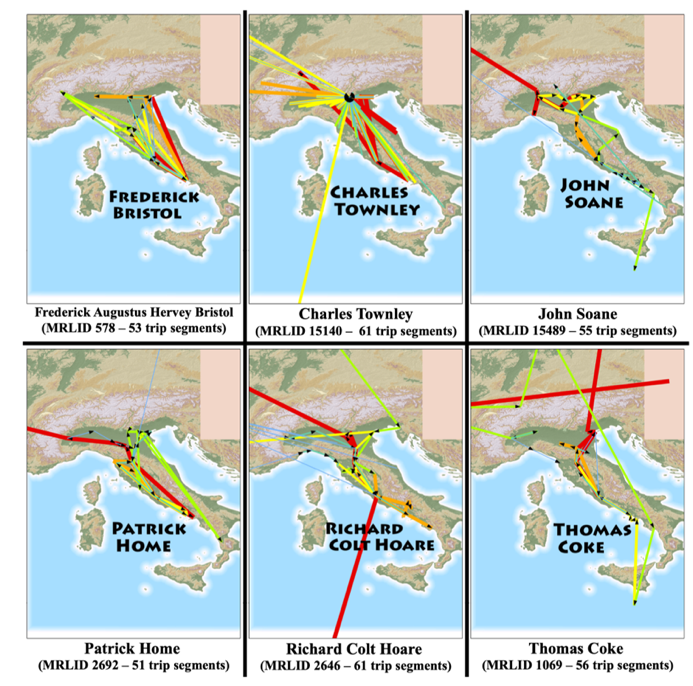 FREDERICK
BRISTOL
Frederick Augustus Hervey Bristol
(MRLID 578 – 53 trip segments)
CHARLES
TOWNLEY
Charles Townley
(MRLID 15140 – 61 trip segments)
JOHN
SOANE
John Soane
(MRLID 15489 – 55 trip segments)
PATRICK
HOME
Patrick Home
(MRLID 2692 – 51 trip segments)
RICHARD
COLT HOARE
Richard Colt Hoare
(MRLID 2646 – 61 trip segments)
THOMAS
COKE
Thomas Coke
(MRLID 1069 – 56 trip segments)